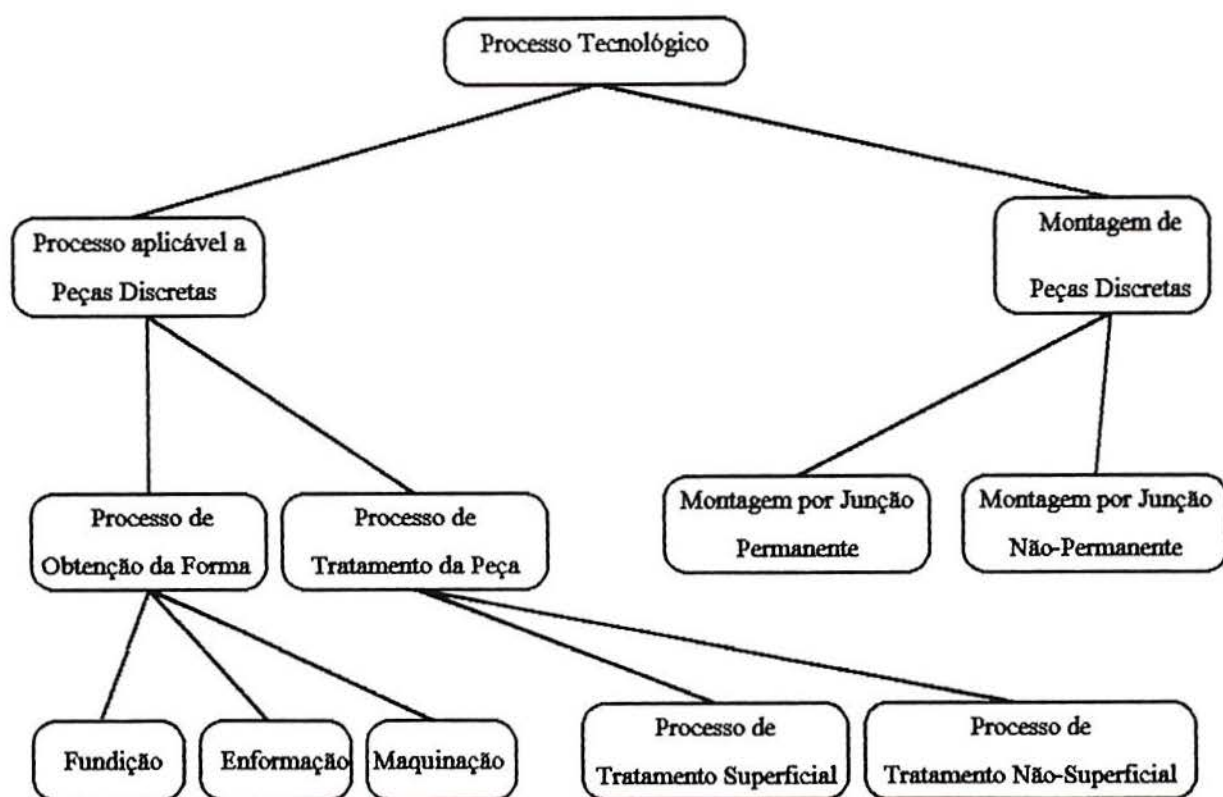 Processo Tecnológico
Processo aplicável a
Peças Discretas
Montagem de
Peças Discretas
Processo de
Obtenção da Forma
Processo de
Tratamento da Peça
Montagem por Junção
Permanente
Montagem por Junção
Não-Permanente
Fundição
Enformação
Maquinação
Processo de
Tratamento Superficial
Processo de
Tratamento Não-Superficial